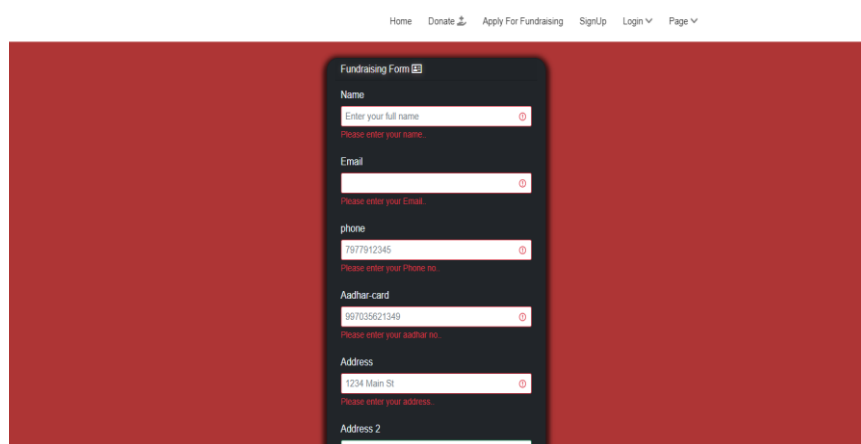 Home Donate Apply For Fundraising SignUp Login Page
Fundraising Form
Name
Enter your full name
Please enter your name..
Email
Please enter your Email..
phone
7977912345
Please enter your Phone no..
Aadhar-card
997035621349
Please enter your aadhar no..
Address
1234 Main St
Please enter your address..
Address 2